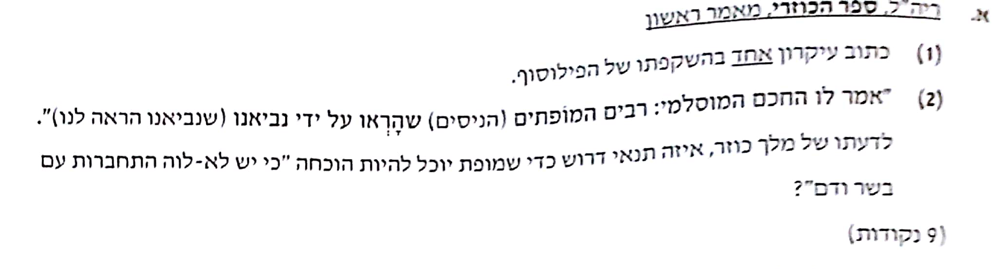 א. ריה"ל, ספר הכוזרי, מאמר ראשון
(1) כתוב עיקרון אחד בהשקפתו של הפילוסוף.
(2) "אמר לו החכם המוסלמי: רבים המופתים (הניסים) שהָרְאו על ידי נביאנו (שנביאנו הראה לנו)".
לדעתו של מלך כוזר, איזה תנאי דרוש כדי שמופת יוכל להיות הוכחה "כי יש לא-לוה התחברות עם
בשר ודם"?
(9 נקודות)